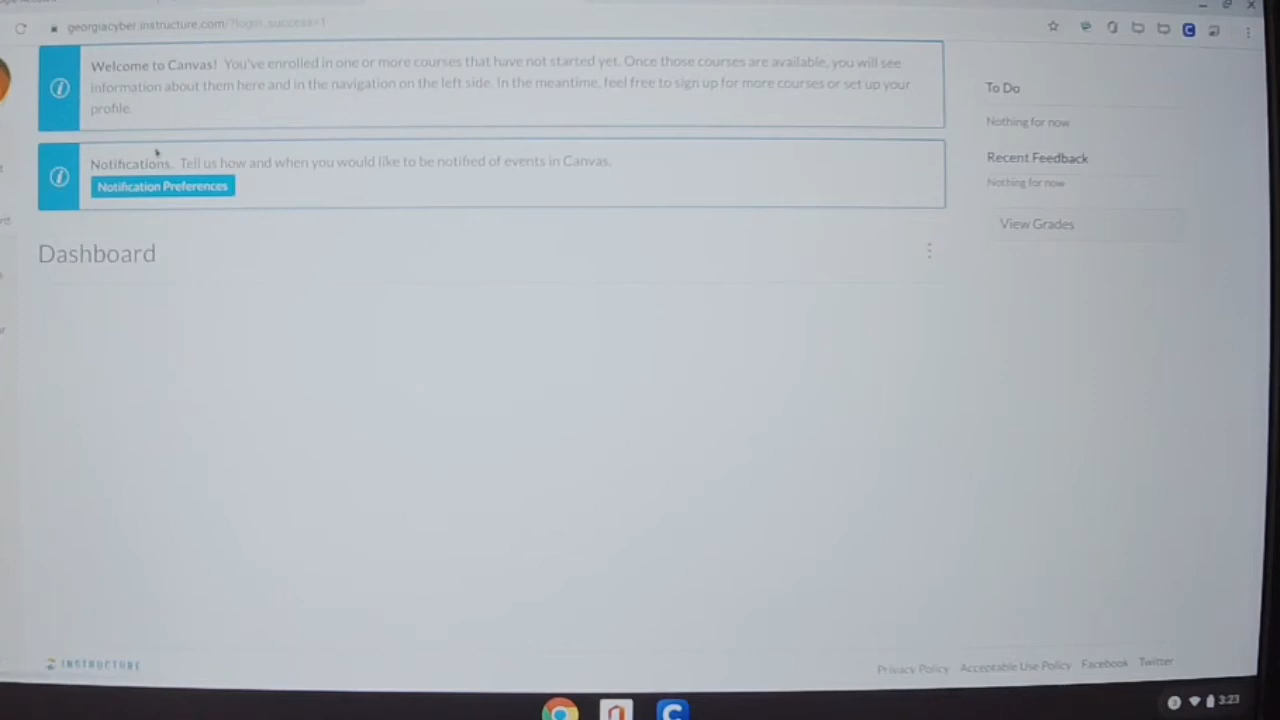 georgiacyber.instructure.com/?login_success=1
Welcome to Canvas! You've enrolled in one or more courses that have not started yet. Once those courses are available, you will see
information about them here and in the navigation on the left side. In the meantime, feel free to sign up for more courses or set up your
profile.
Notifications. Tell us how and when you would like to be notified of events in Canvas.
Notification Preferences
Dashboard
To Do
Nothing for now
Recent Feedback
Nothing for now
View Grades
INSTRUCTURE
Privacy Policy Acceptable Use Policy Facebook Twitter
3:23